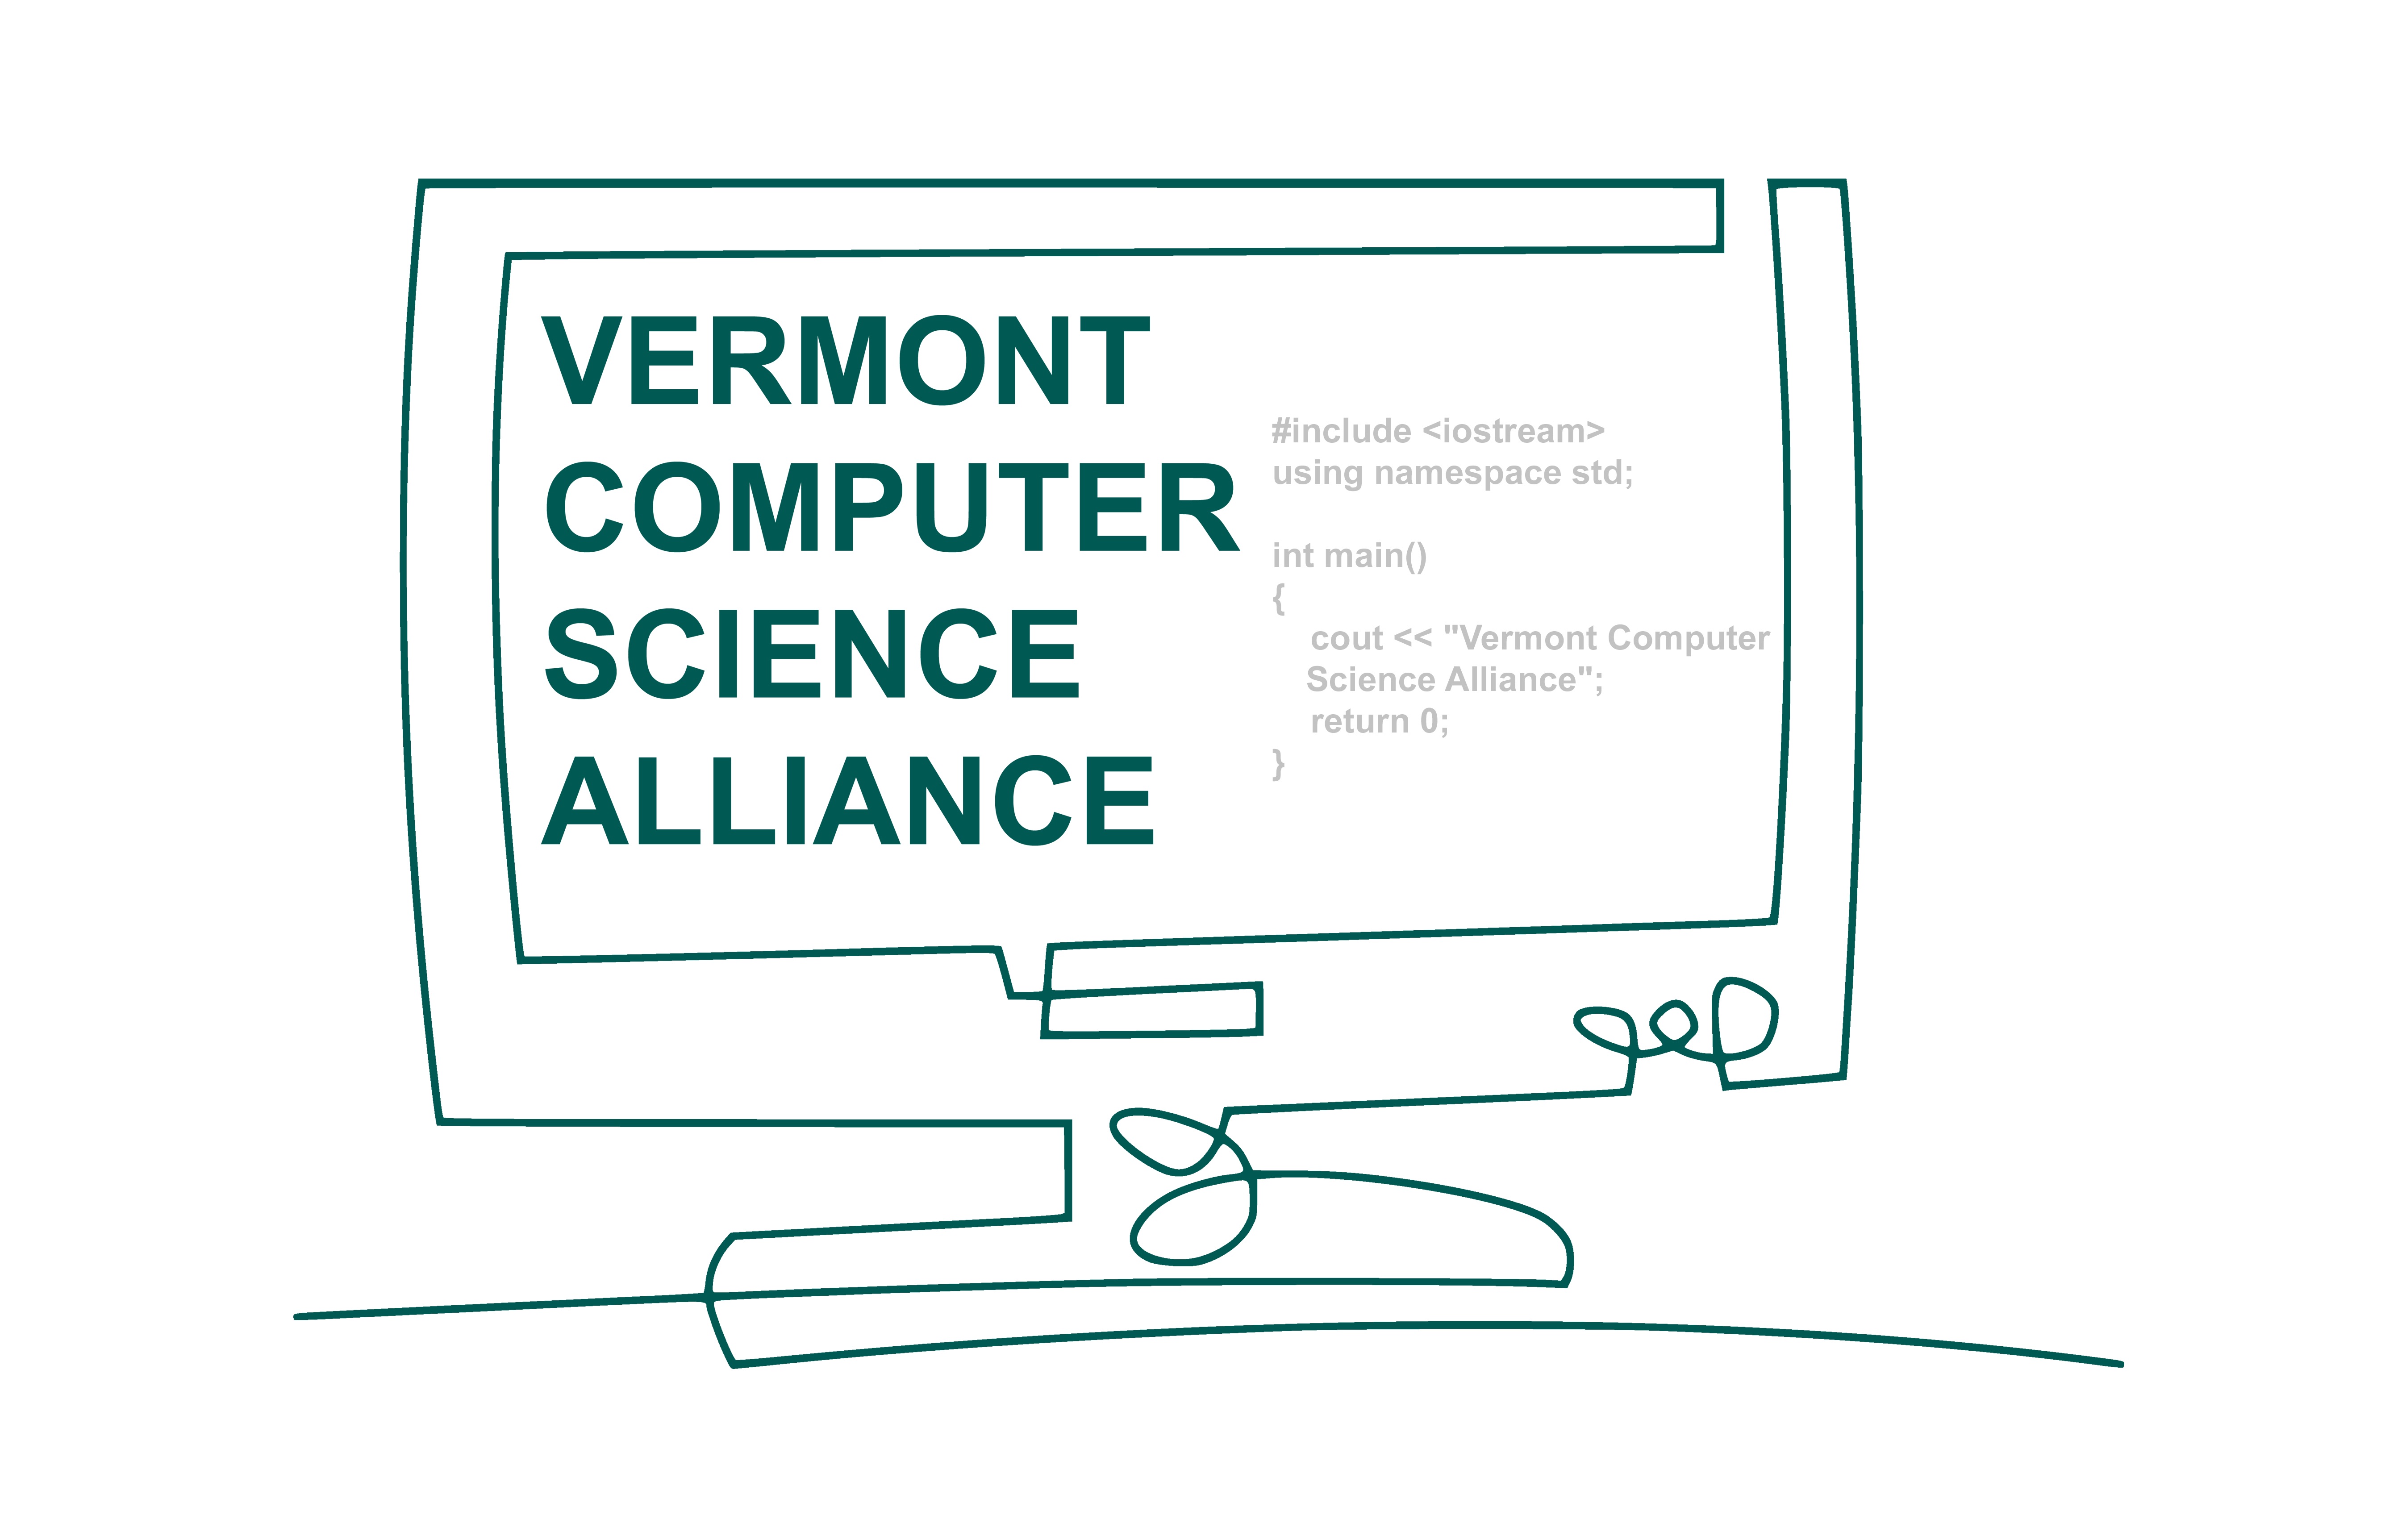 VERMONT
COMPUTER
SCIENCE
ALLIANCE
#include <iostream>
using namespace std;
int main()
{
cout << "Vermont Computer
Science Alliance";
return 0;
}